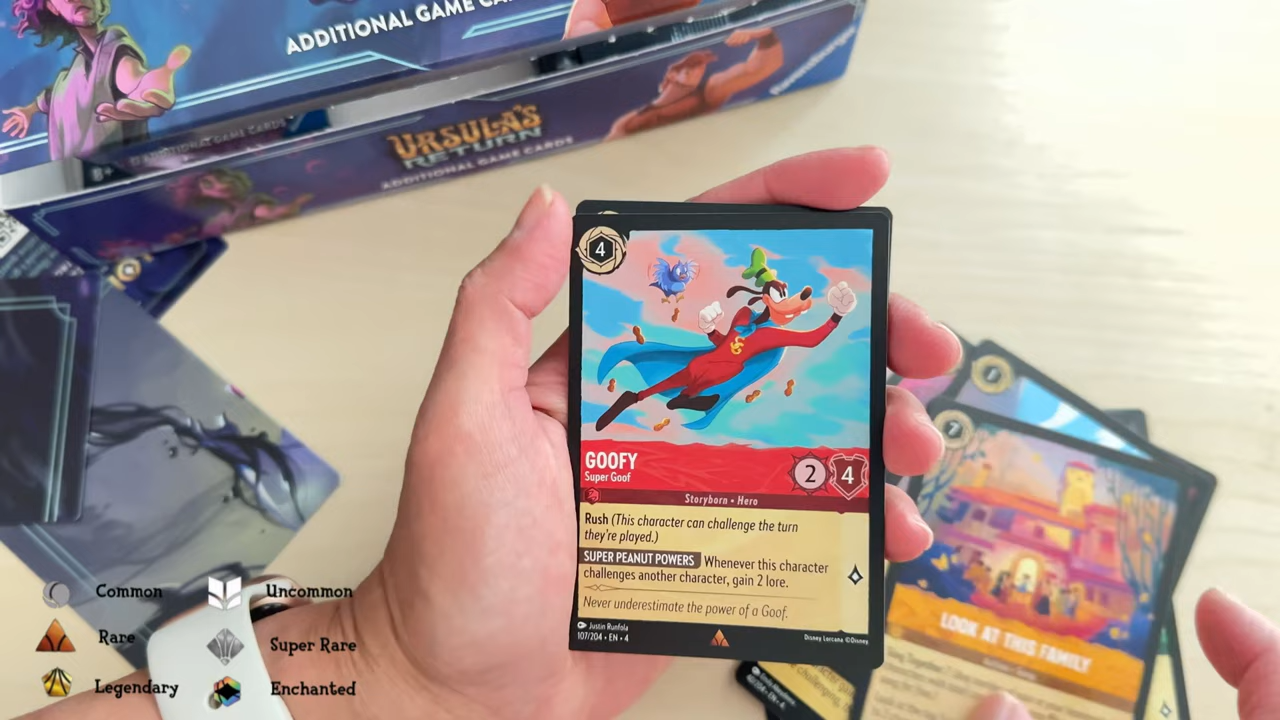 ADDITIONAL GAME CA
ADDITIONAL GAME CARDS
8+
URSULA'S
RETURN
ADDITIONAL GAME CARDS
Ravensburger
4
GOOFY
Super Goof
2
4
Storyborn • Hero
Rush (This character can challenge the turn
they're played.)
SUPER PEANUT POWERS Whenever this character
challenges another character, gain 2 lore.
Never underestimate the power of a Goof.
Justin Runfola
107/204 • EN • 4
Disney Lorcana ©Disney
1
7
LOOK AT THIS FAMILY
Common
Uncommon
Rare
Super Rare
Legendary
Enchanted